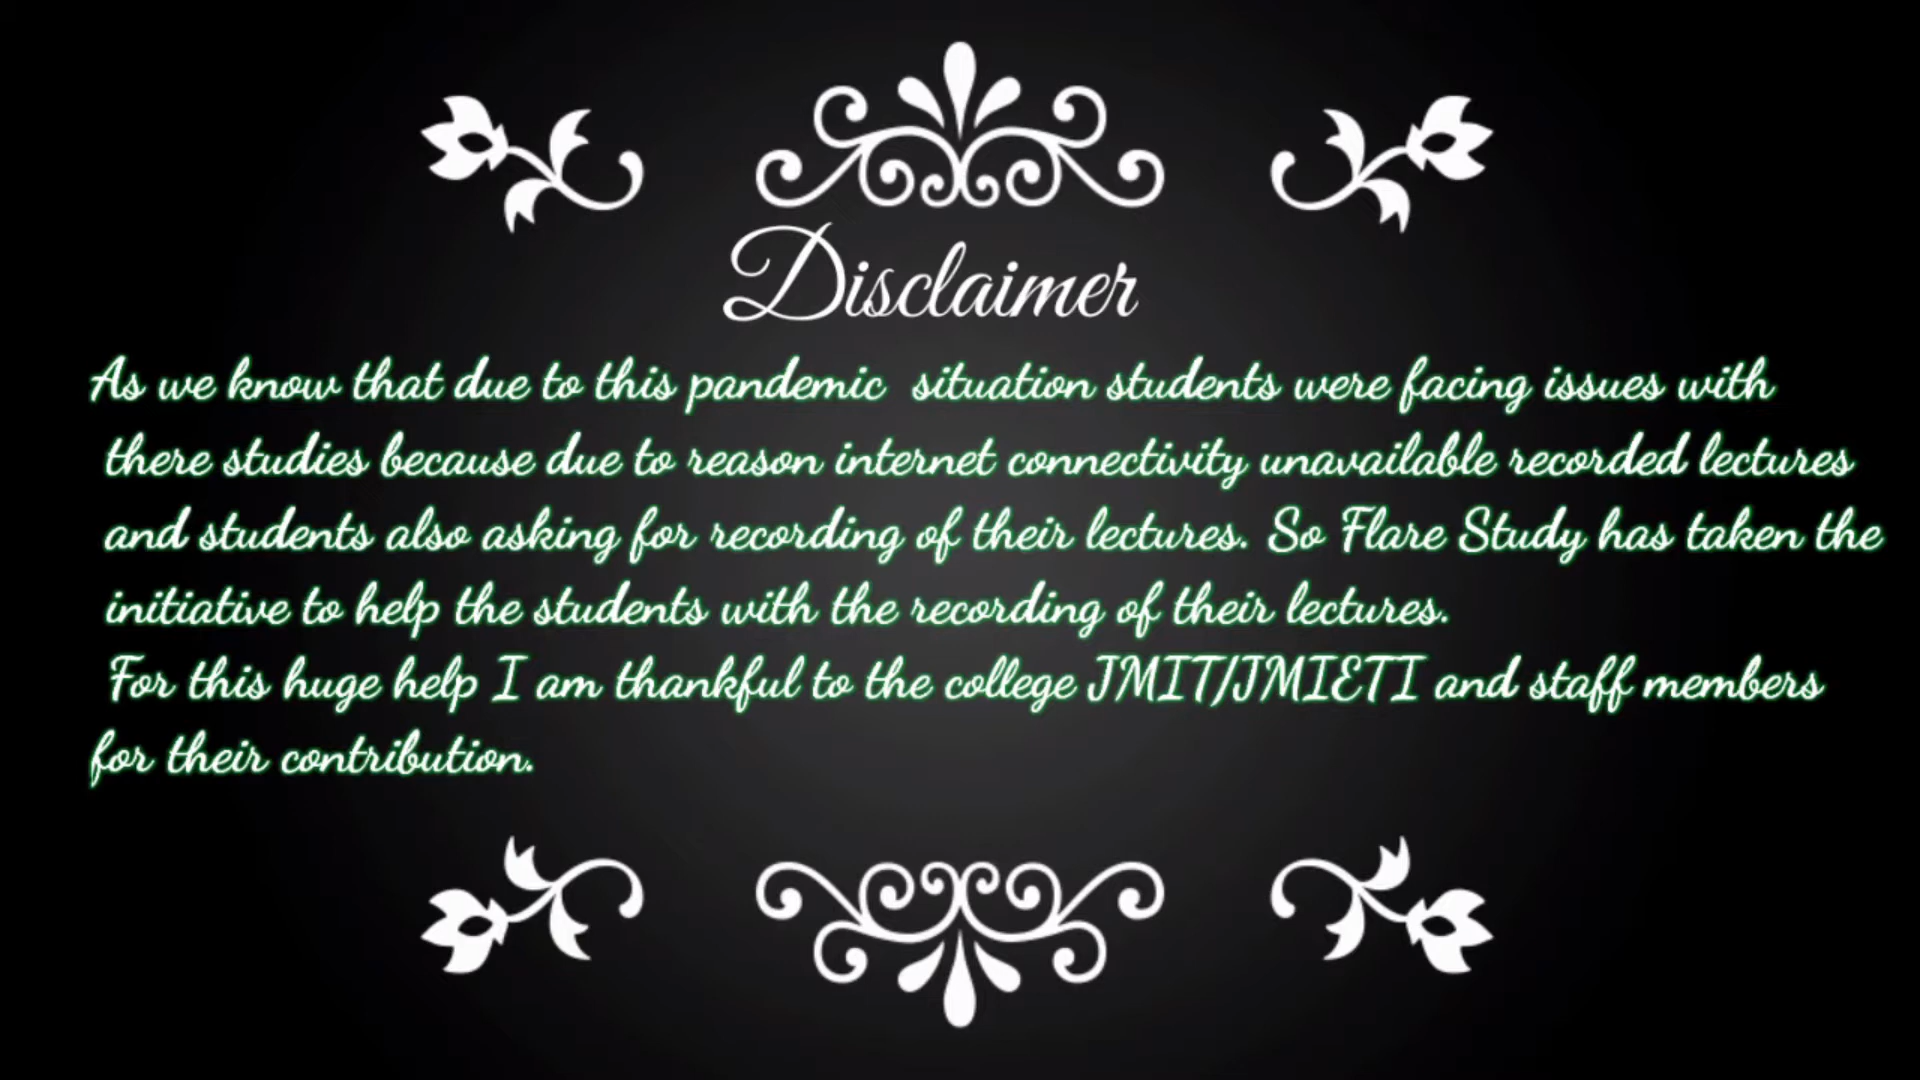 Disclaimer
As we know that due to this pandemic situation students were facing issues with
there studies because due to reason internet connectivity unavailable recorded lectures
and students also asking for recording of their lectures. So Flare Study has taken the
initiative to help the students with the recording of their lectures.
For this huge help I am thankful to the college JMIT/JMIETI and staff members
for their contribution.